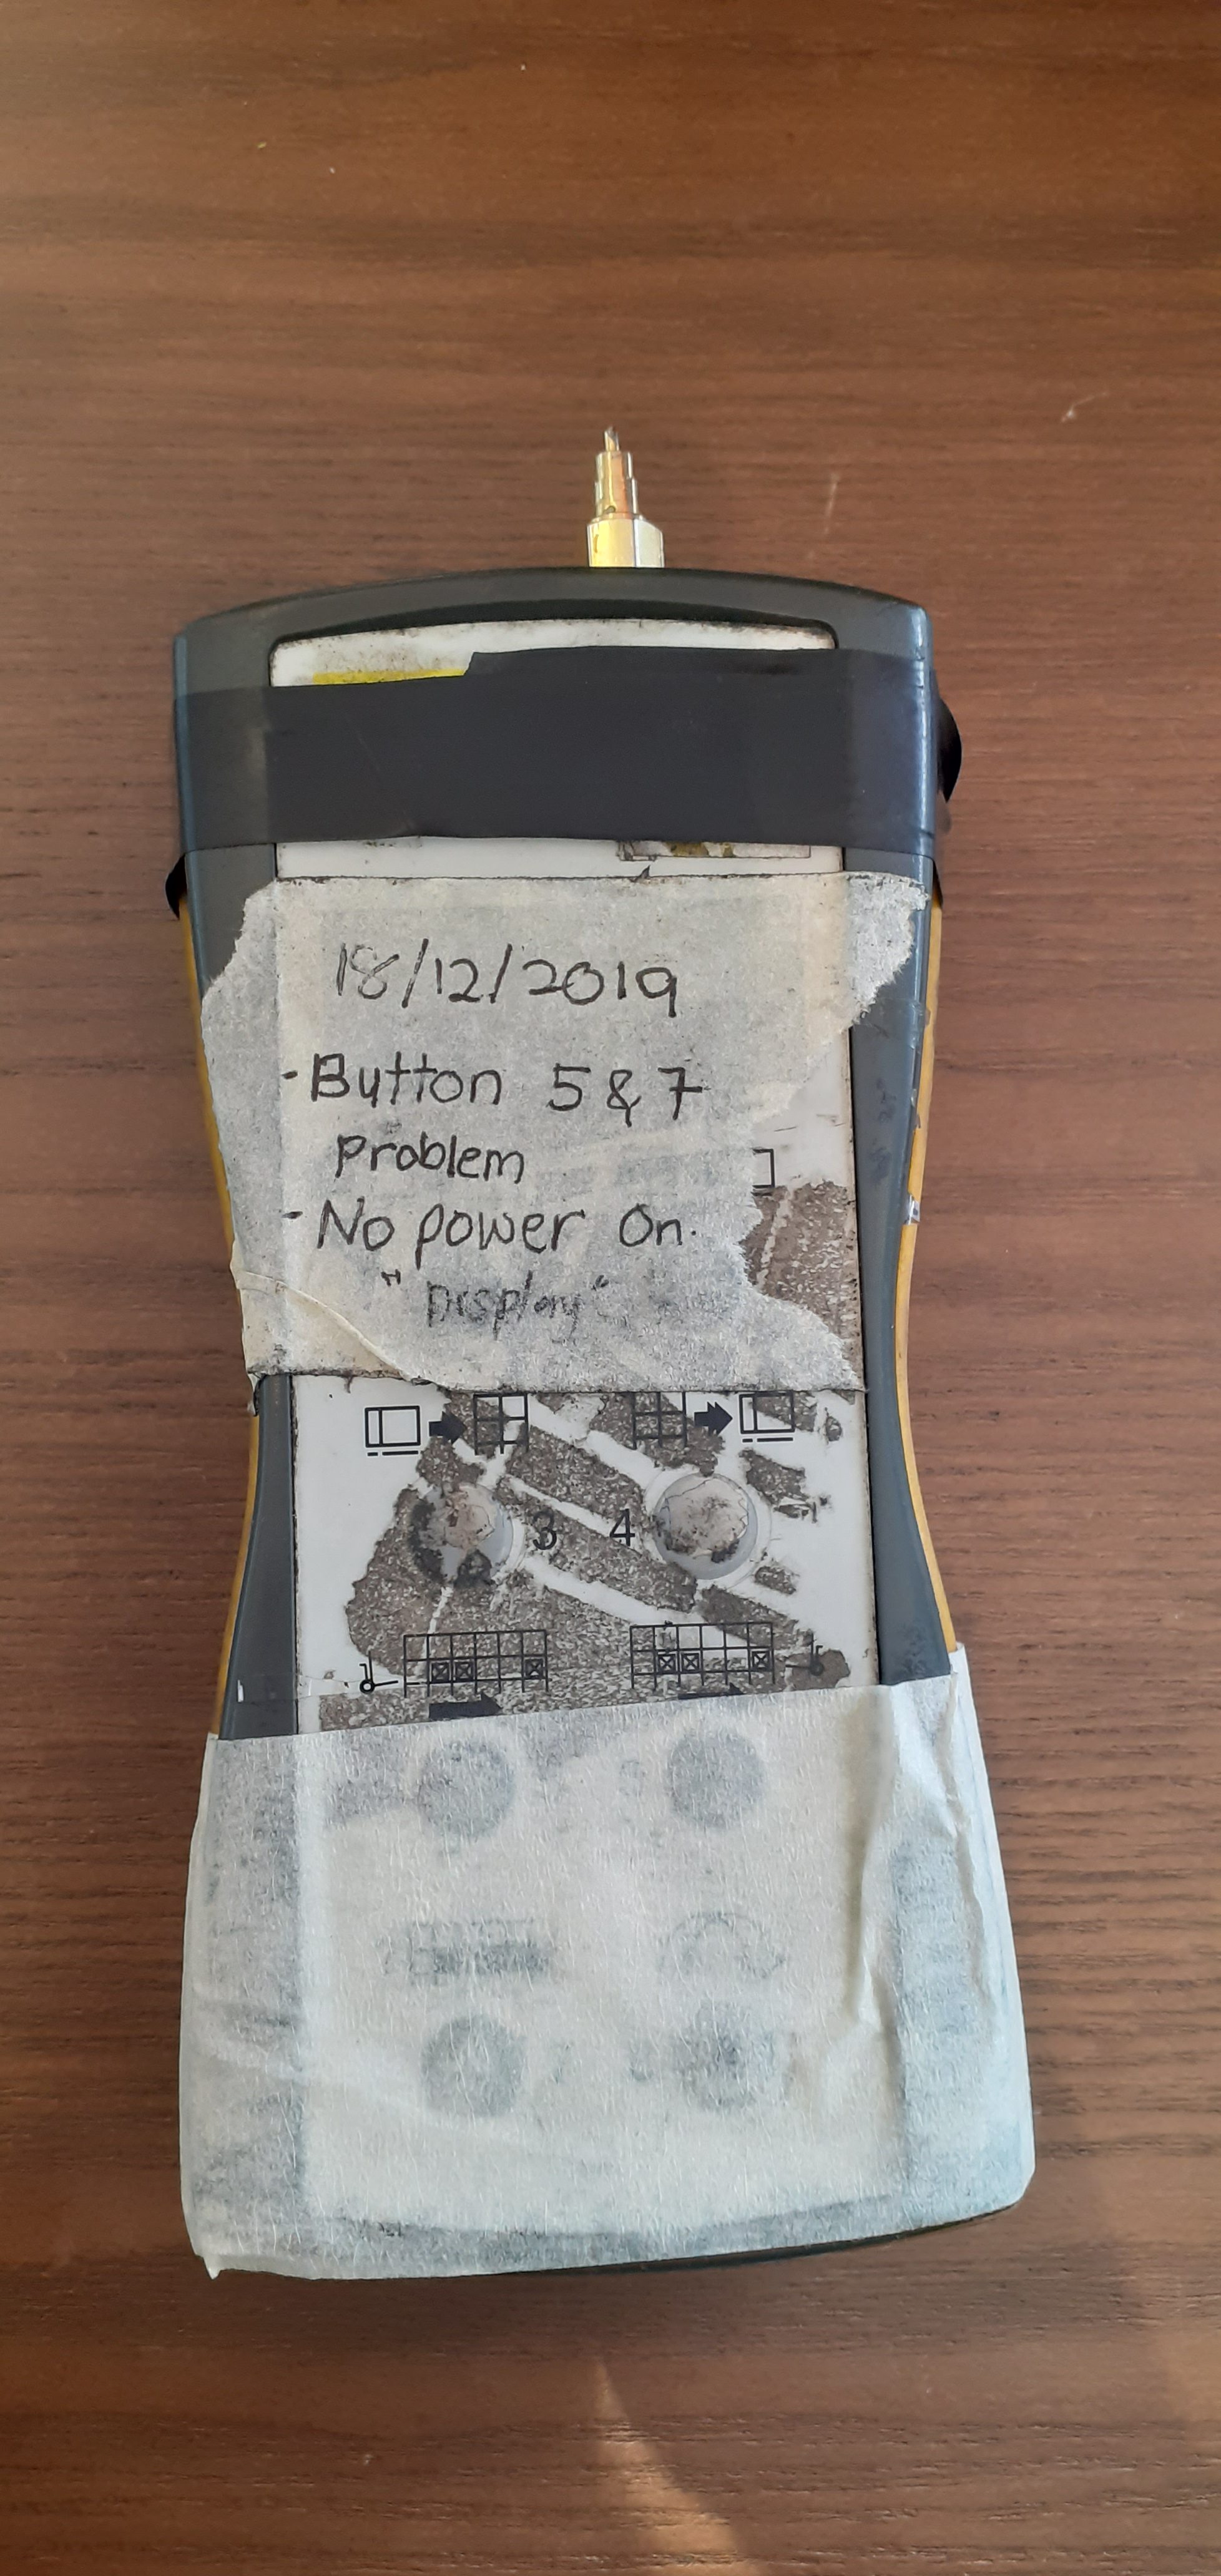 18/12/2019
- Button 5 & 7
Problem
- No power on.
"Display"
3 4